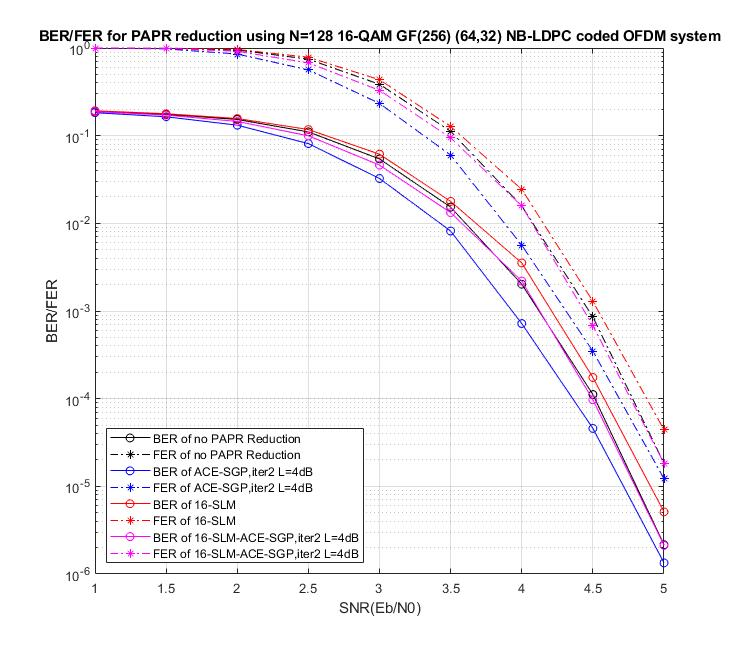 BER/FER for PAPR reduction using N=128 16-QAM GF(256) (64,32) NB-LDPC coded OFDM system
10^0
10^-1
10^-2
10^-3
10^-4
10^-5
10^-6
BER/FER
BER of no PAPR Reduction
FER of no PAPR Reduction
BER of ACE-SGP,iter2 L=4dB
FER of ACE-SGP,iter2 L=4dB
BER of 16-SLM
FER of 16-SLM
BER of 16-SLM-ACE-SGP,iter2 L=4dB
FER of 16-SLM-ACE-SGP,iter2 L=4dB
1 1.5 2 2.5 3 3.5 4 4.5 5
SNR(Eb/N0)